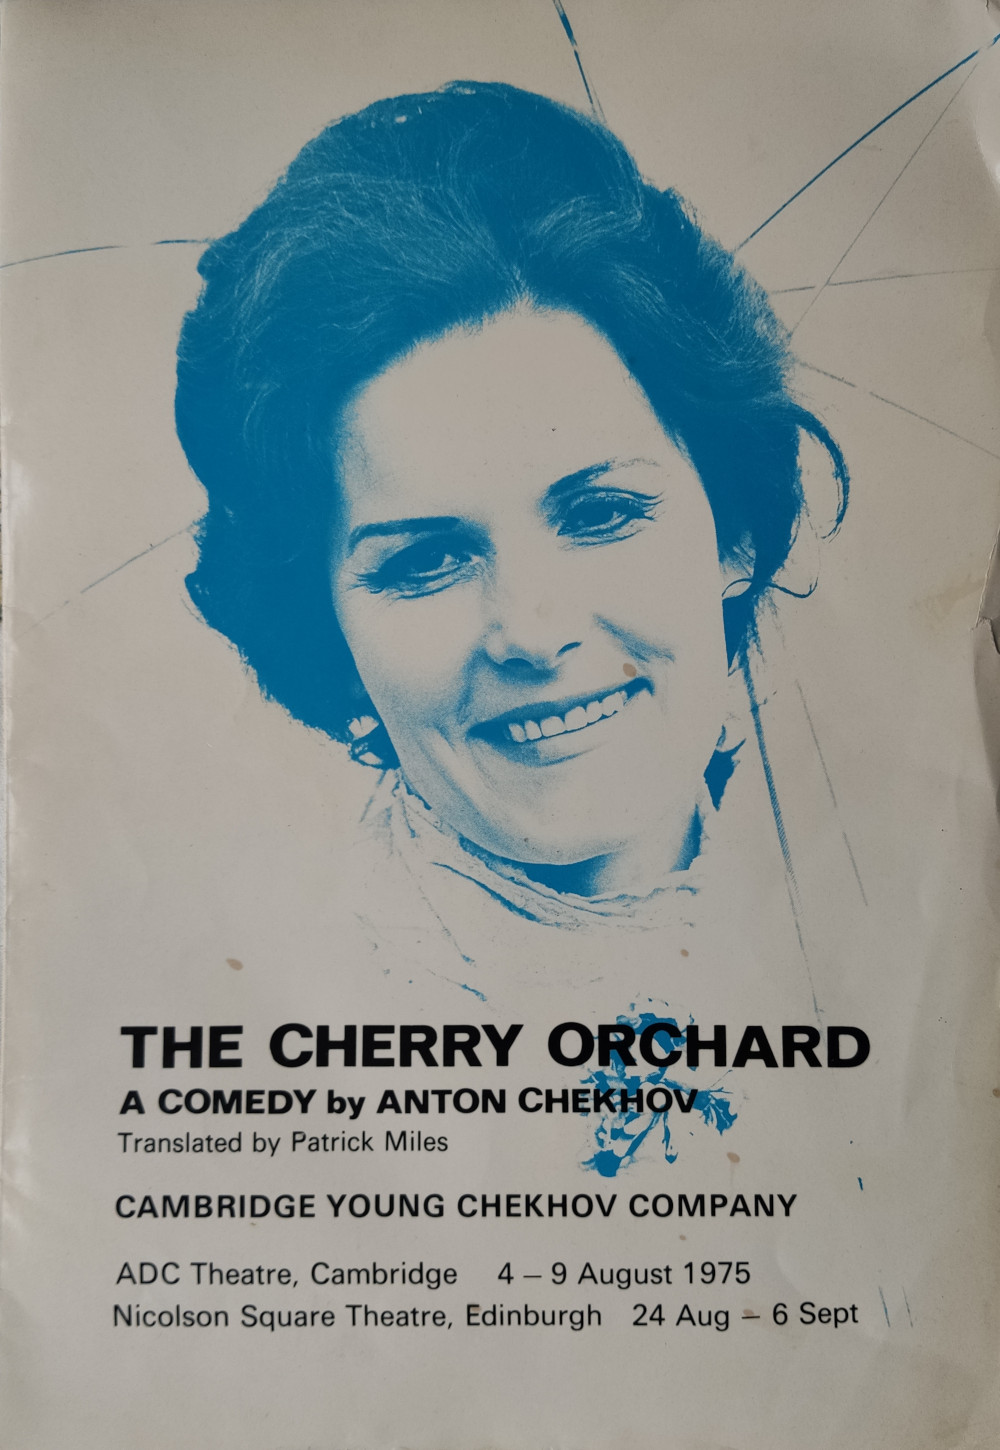 THE CHERRY ORCHARD
A COMEDY by ANTON CHEKHOV
Translated by Patrick Miles
CAMBRIDGE YOUNG CHEKHOV COMPANY
ADC Theatre, Cambridge 4 – 9 August 1975
Nicolson Square Theatre, Edinburgh 24 Aug – 6 Sept